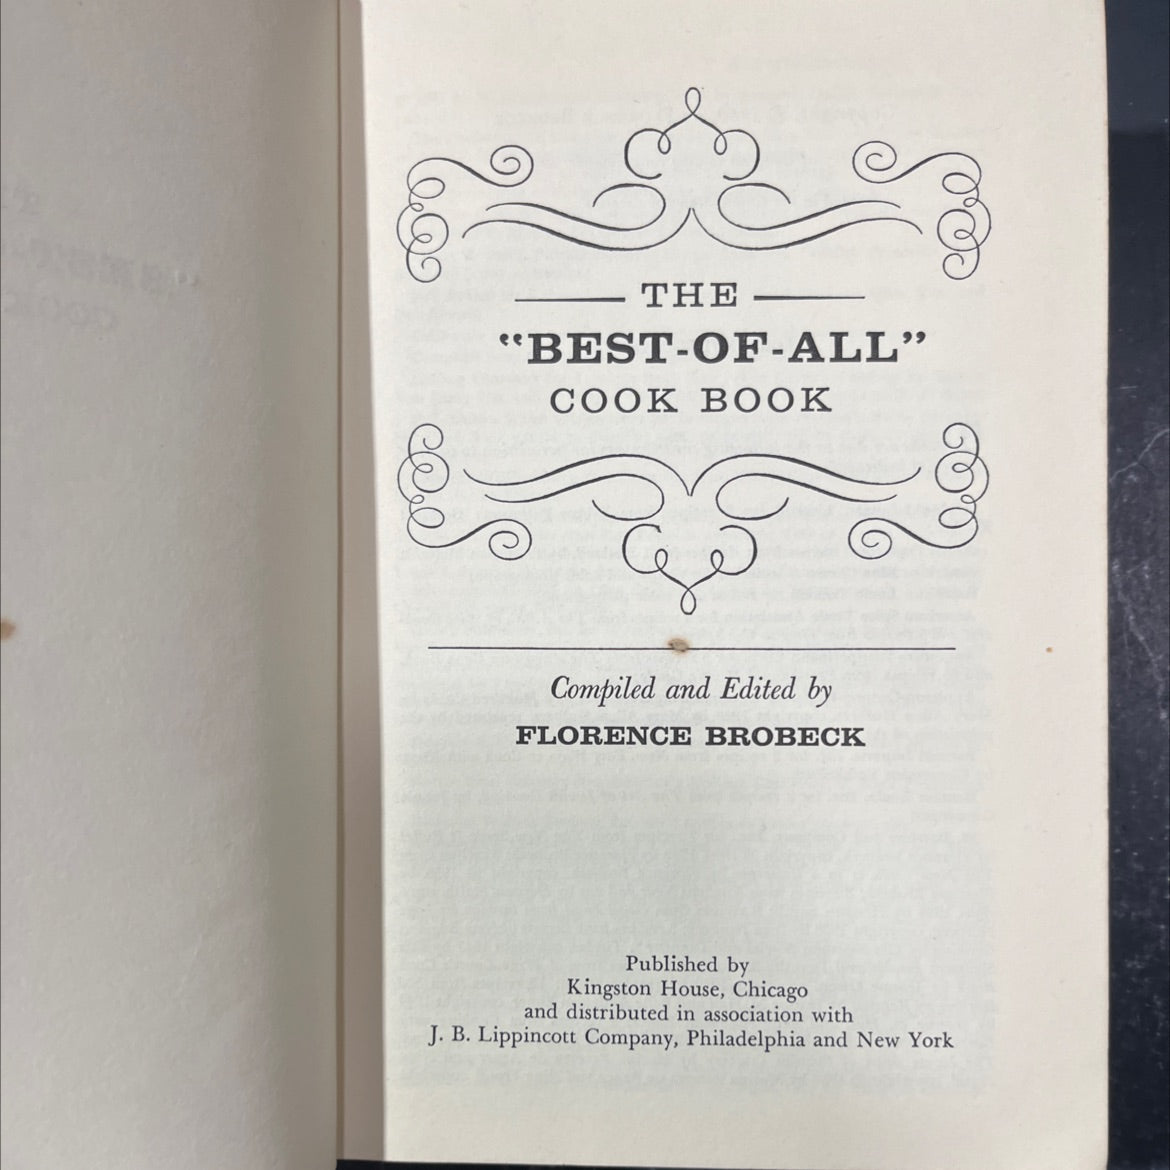 THE
“BEST-OF-ALL”
COOK BOOK
Compiled and Edited by
FLORENCE BROBECK
Published by
Kingston House, Chicago
and distributed in association with
J. B. Lippincott Company, Philadelphia and New York